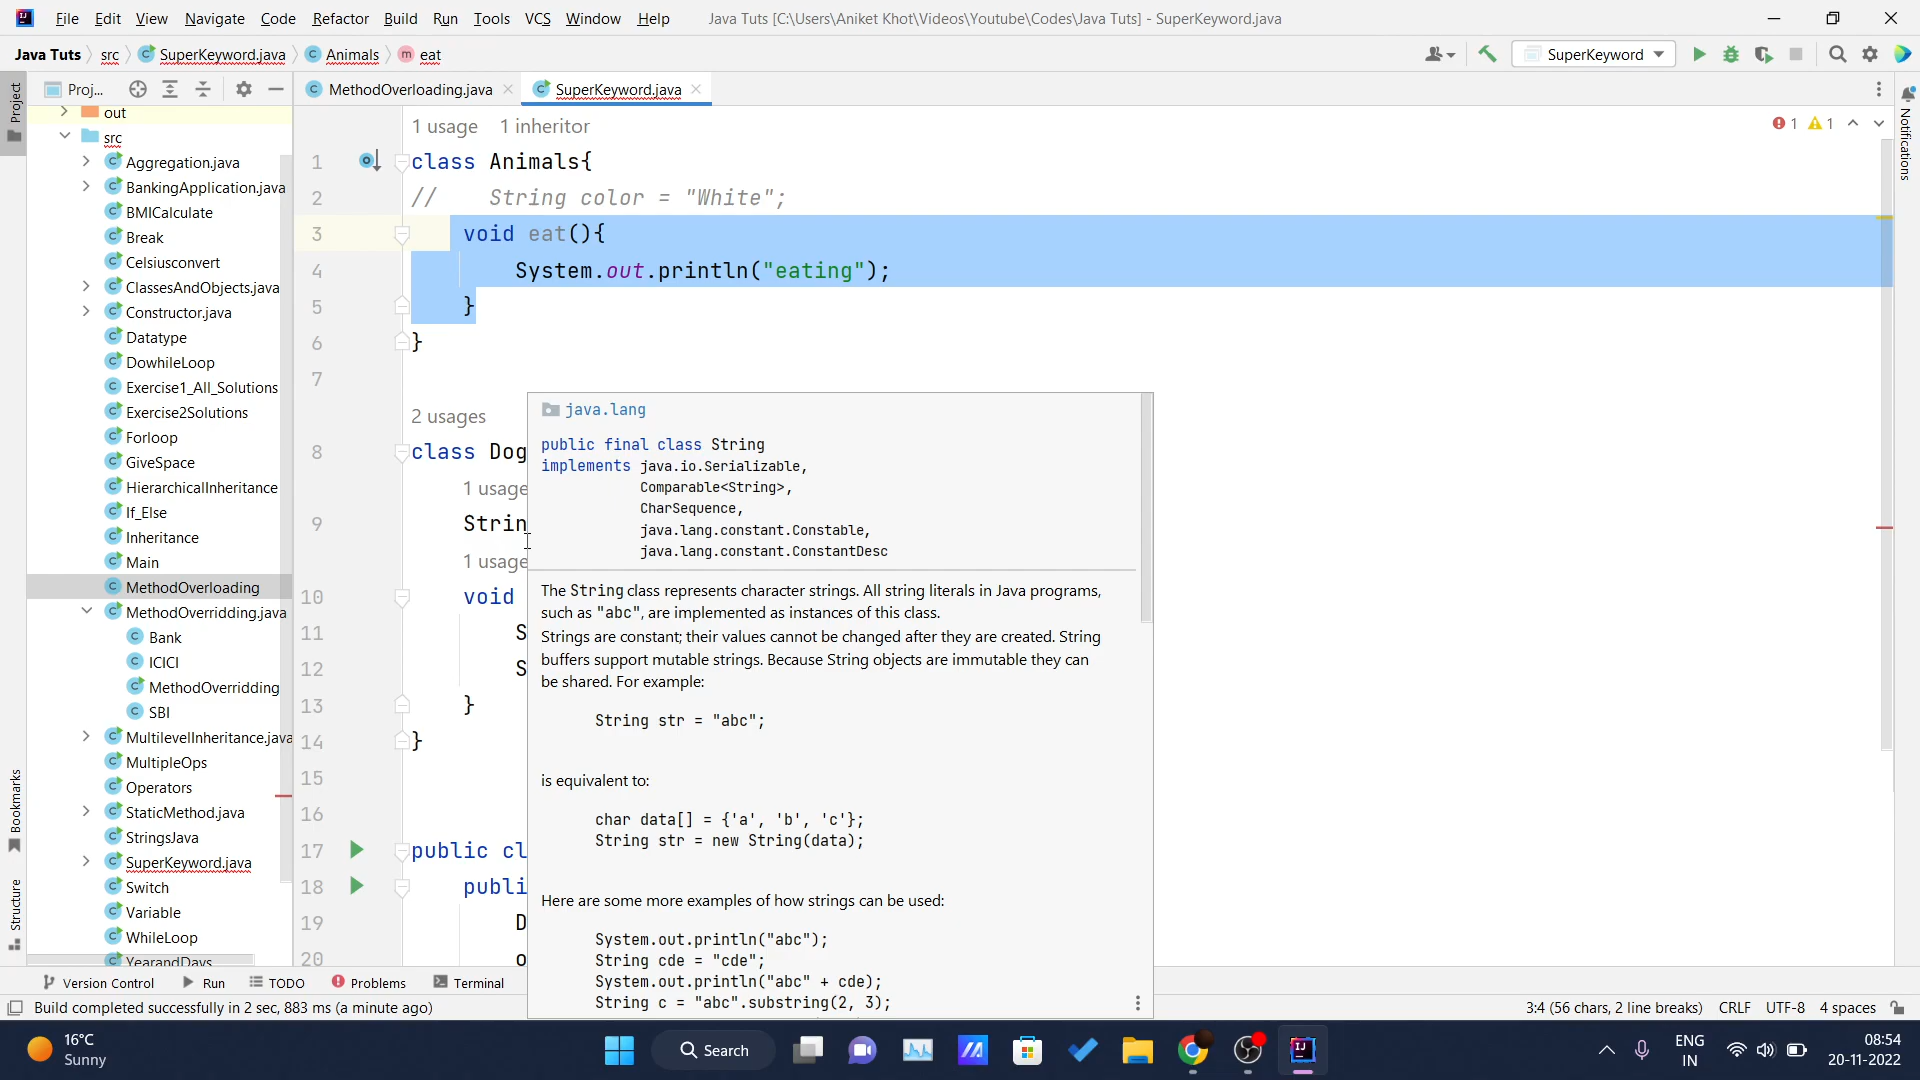 File Edit View Navigate Code Refactor Build Run Tools VCS Window Help Java Tuts [C:\Users\Aniket Khot\Videos\Youtube\Codes\Java Tuts] - SuperKeyword.java
Java Tuts src SuperKeyword.java Animals eat SuperKeyword
Project Proj... MethodOverloading.java SuperKeyword.java
Notifications
out
src
Aggregation.java
BankingApplication.java
BMICalculate
Break
Celsiusconvert
ClassesAndObjects.java
Constructor.java
Datatype
DowhileLoop
Exercise1_All_Solutions
Exercise2Solutions
Forloop
GiveSpace
HierarchicalInheritance
If_Else
Inheritance
Main
MethodOverloading
MethodOverridding.java
Bank
ICICI
MethodOverridding
SBI
MultilevelInheritance.java
MultipleOps
Operators
StaticMethod.java
StringsJava
SuperKeyword.java
Switch
Variable
WhileLoop
YearandDays
Bookmarks
Structure
1 usage 1 inheritor
1 1
1 class Animals{
2 // String color = "White";
3 void eat(){
4 System.out.println("eating");
5 }
6 }
7
2 usages
8 class Dog
1 usage
9 Strin
1 usage
10 void
11 S
12 S
13 }
14 }
15
16
17 public cl
18 publi
19 D
20 o
java.lang
public final class String
implements java.io.Serializable,
Comparable<String>,
CharSequence,
java.lang.constant.Constable,
java.lang.constant.ConstantDesc
The String class represents character strings. All string literals in Java programs,
such as "abc", are implemented as instances of this class.
Strings are constant; their values cannot be changed after they are created. String
buffers support mutable strings. Because String objects are immutable they can
be shared. For example:
String str = "abc";
is equivalent to:
char data[] = {'a', 'b', 'c'};
String str = new String(data);
Here are some more examples of how strings can be used:
System.out.println("abc");
String cde = "cde";
System.out.println("abc" + cde);
String c = "abc".substring(2, 3);
Version Control Run TODO Problems Terminal
Build completed successfully in 2 sec, 883 ms (a minute ago) 3:4 (56 chars, 2 line breaks) CRLF UTF-8 4 spaces
16°C
Sunny
Search
ENG
IN
08:54
20-11-2022